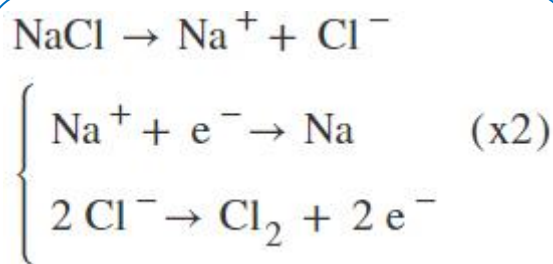 NaCl → Na⁺ + Cl⁻
Na⁺ + e⁻ → Na (x2)
2 Cl⁻ → Cl₂ + 2 e⁻